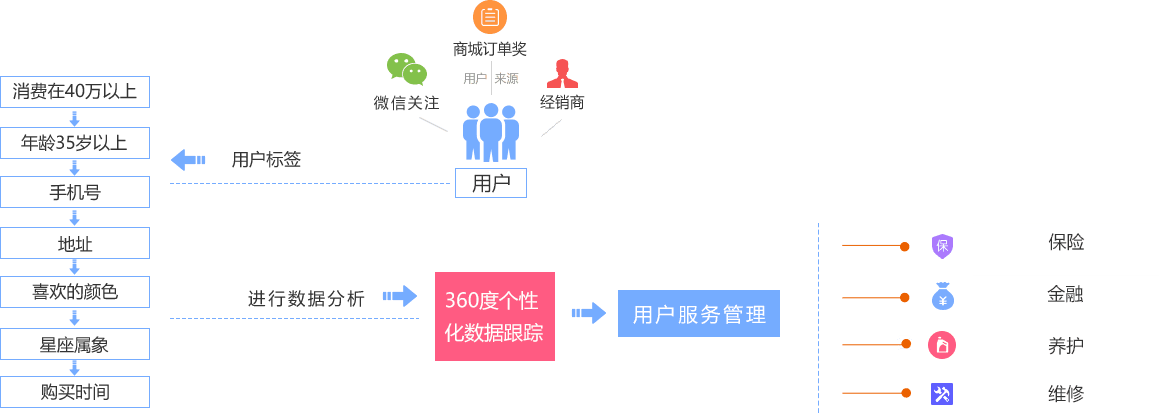 商城订单奖
用户 来源
微信关注
经销商
用户
用户标签
消费在40万以上
年龄35岁以上
手机号
地址
喜欢的颜色
星座属象
购买时间
进行数据分析
360度个性
化数据跟踪
用户服务管理
保
保险
¥
金融
养护
维修